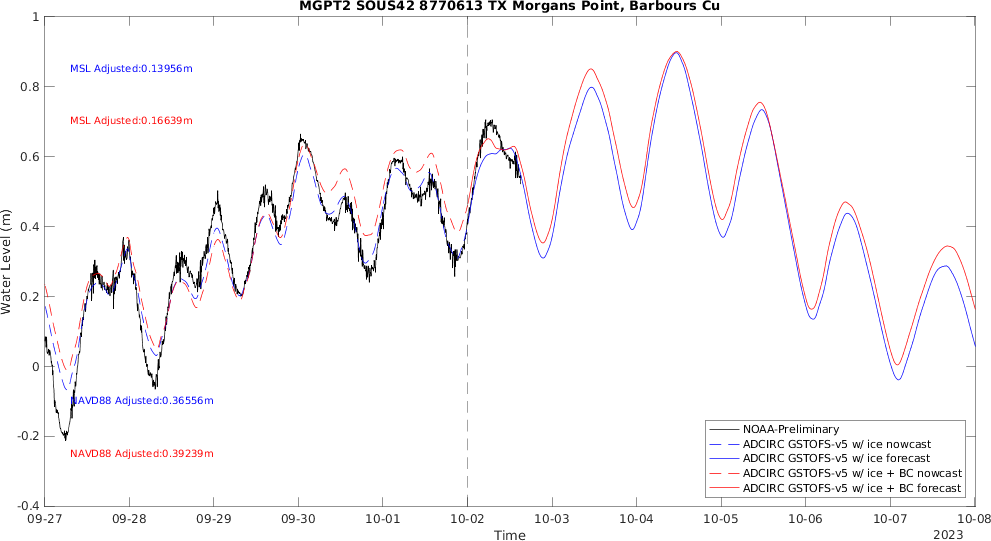 MGPT2 SOUS42 8770613 TX Morgans Point, Barbours Cu
1
0.8
0.6
0.4
0.2
0
-0.2
-0.4
Water Level (m)
MSL Adjusted:0.13956m
MSL Adjusted:0.16639m
NAVD88 Adjusted:0.36556m
NAVD88 Adjusted:0.39239m
NOAA-Preliminary
ADCIRC GSTOFS-v5 w/ ice nowcast
ADCIRC GSTOFS-v5 w/ ice forecast
ADCIRC GSTOFS-v5 w/ ice + BC nowcast
ADCIRC GSTOFS-v5 w/ ice + BC forecast
09-27 09-28 09-29 09-30 10-01 10-02 10-03 10-04 10-05 10-06 10-07 10-08
Time
2023